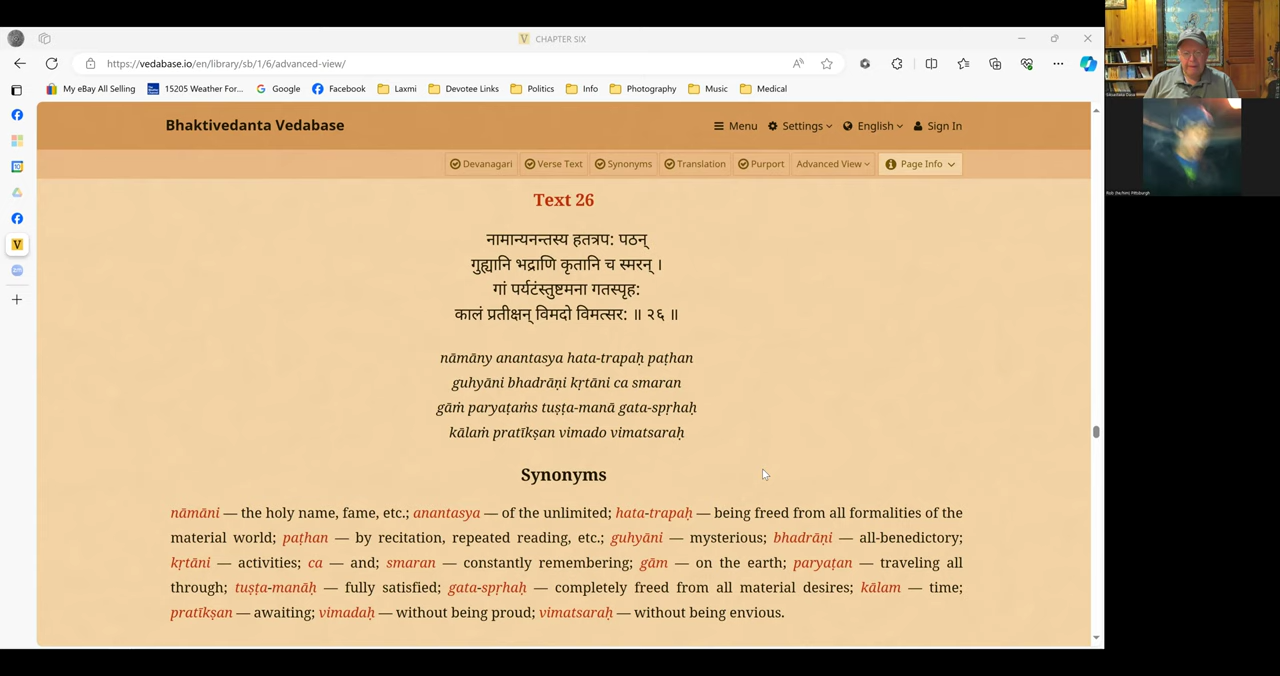 CHAPTER SIX
https://vedabase.io/en/library/sb/1/6/advanced-view/
My eBay All Selling
15205 Weather For...
Google
Facebook
Laxmi
Devotee Links
Politics
Info
Photography
Music
Medical
Bhaktivedanta Vedabase
Menu
Settings
English
Sign In
Devanagari
Verse Text
Synonyms
Translation
Purport
Advanced View
Page Info
Text 26
नामान्यनन्तस्य हतत्रप: पठन्
गुह्यानि भद्राणि कृतानि च स्मरन् ।
गां पर्यटंस्तुष्टमना गतस्पृह:
कालं प्रतीक्षन् विमदो विमत्सर: ॥ २६ ॥
nāmāny anantasya hata-trapaḥ paṭhan
guhyāni bhadrāṇi kṛtāni ca smaran
gāṁ paryaṭaṁs tuṣṭa-manā gata-spṛhaḥ
kālaṁ pratīkṣan vimado vimatsaraḥ
Synonyms
nāmāni — the holy name, fame, etc.; anantasya — of the unlimited; hata-trapaḥ — being freed from all formalities of the
material world; paṭhan — by recitation, repeated reading, etc.; guhyāni — mysterious; bhadrāṇi — all-benedictory;
kṛtāni — activities; ca — and; smaran — constantly remembering; gām — on the earth; paryaṭan — traveling all
through; tuṣṭa-manāḥ — fully satisfied; gata-spṛhaḥ — completely freed from all material desires; kālam — time;
pratīkṣan — awaiting; vimadaḥ — without being proud; vimatsaraḥ — without being envious.